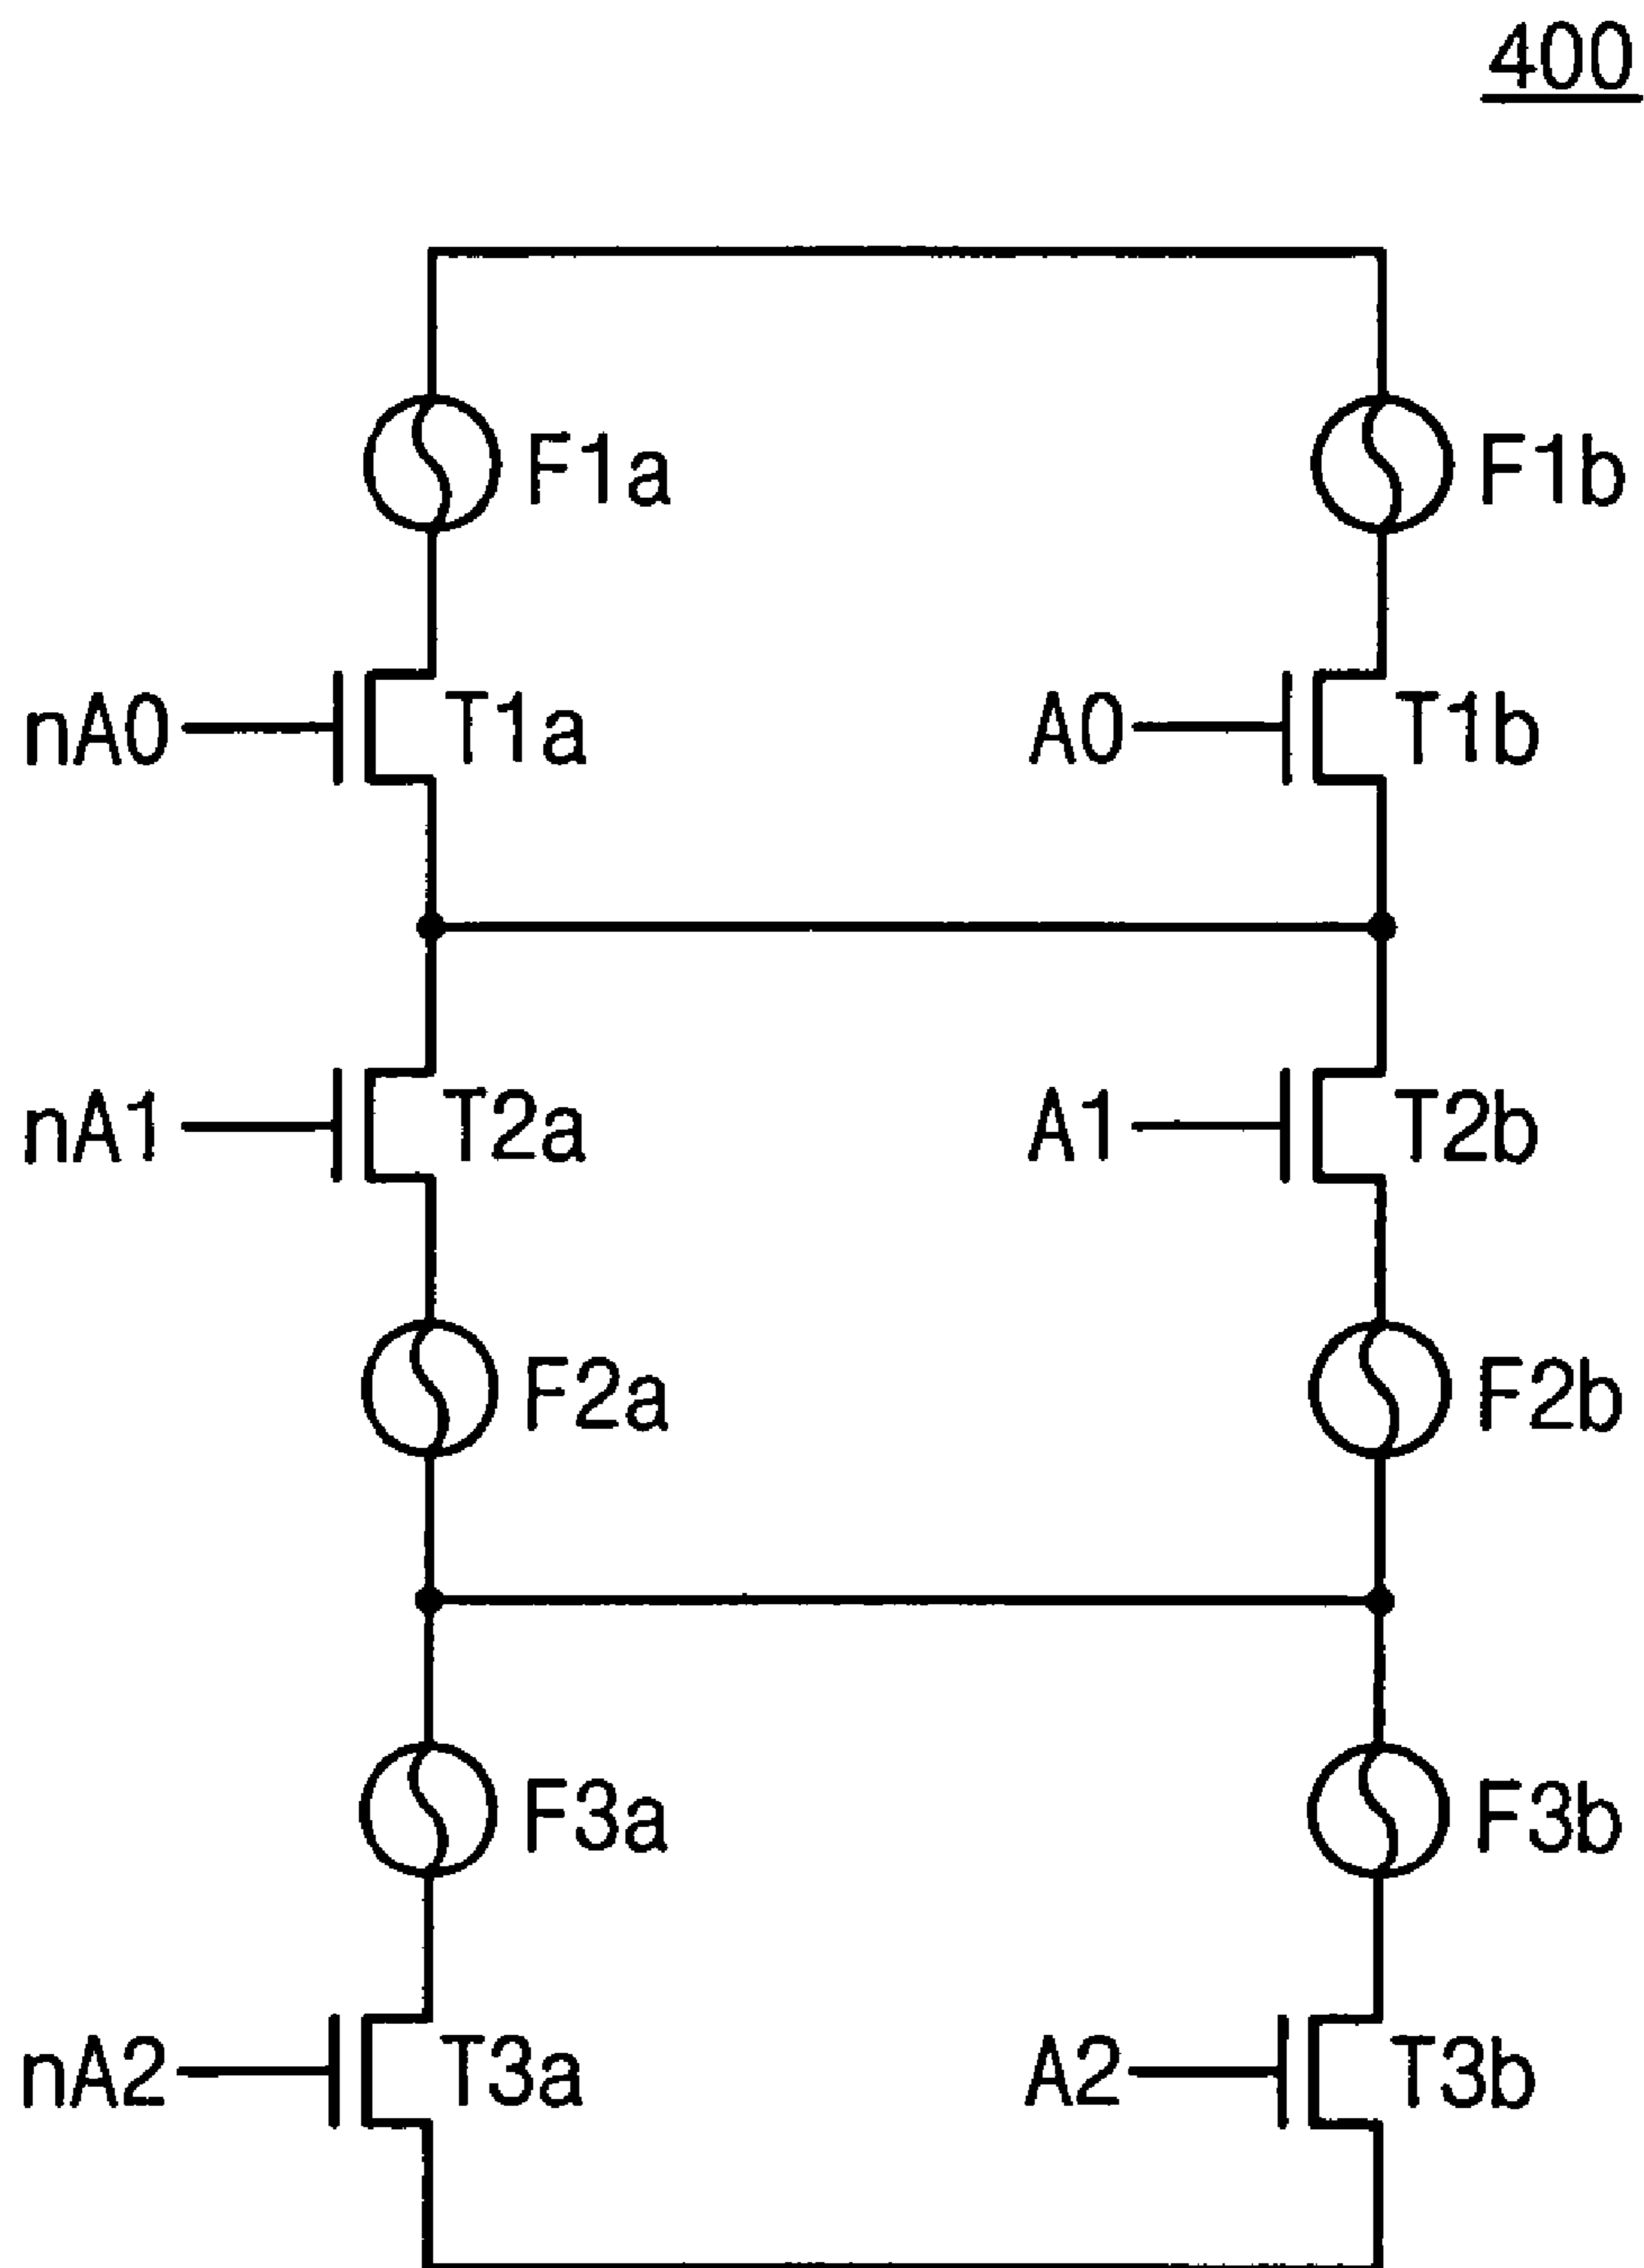 400
F1a F1b
nA0 T1a A0 T1b
nA1 T2a A1 T2b
F2a F2b
F3a F3b
nA2 T3a A2 T3b